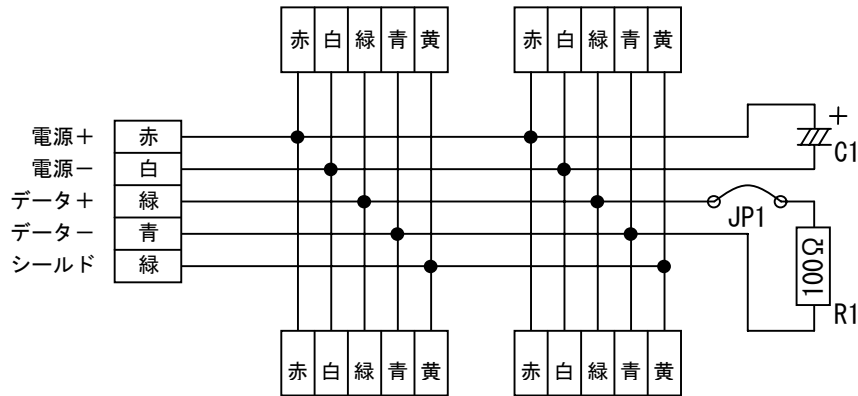 赤 白 緑 青 黄 赤 白 緑 青 黄
電源＋ 赤
電源－ 白
データ＋ 緑
データ－ 青
シールド 緑
+
C1
JP1
100Ω
R1
赤 白 緑 青 黄 赤 白 緑 青 黄